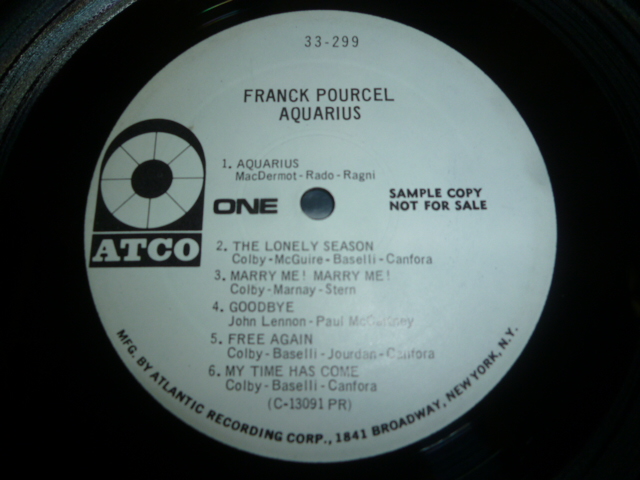 33-299
FRANCK POURCEL
AQUARIUS
1. AQUARIUS
MacDermot-Rado-Ragni
ATCO
ONE
SAMPLE COPY
NOT FOR SALE
2. THE LONELY SEASON
Colby-McGuire-Baselli-Canfora
3. MARRY ME! MARRY ME!
Colby-Marnay-Stern
4. GOODBYE
John Lennon-Paul McCartney
5. FREE AGAIN
Colby-Baselli-Jourdan-Canfora
6. MY TIME HAS COME
Colby-Baselli-Canfora
(C-13091 PR)
MFG. BY ATLANTIC RECORDING CORP., 1841 BROADWAY, NEW YORK, N.Y.